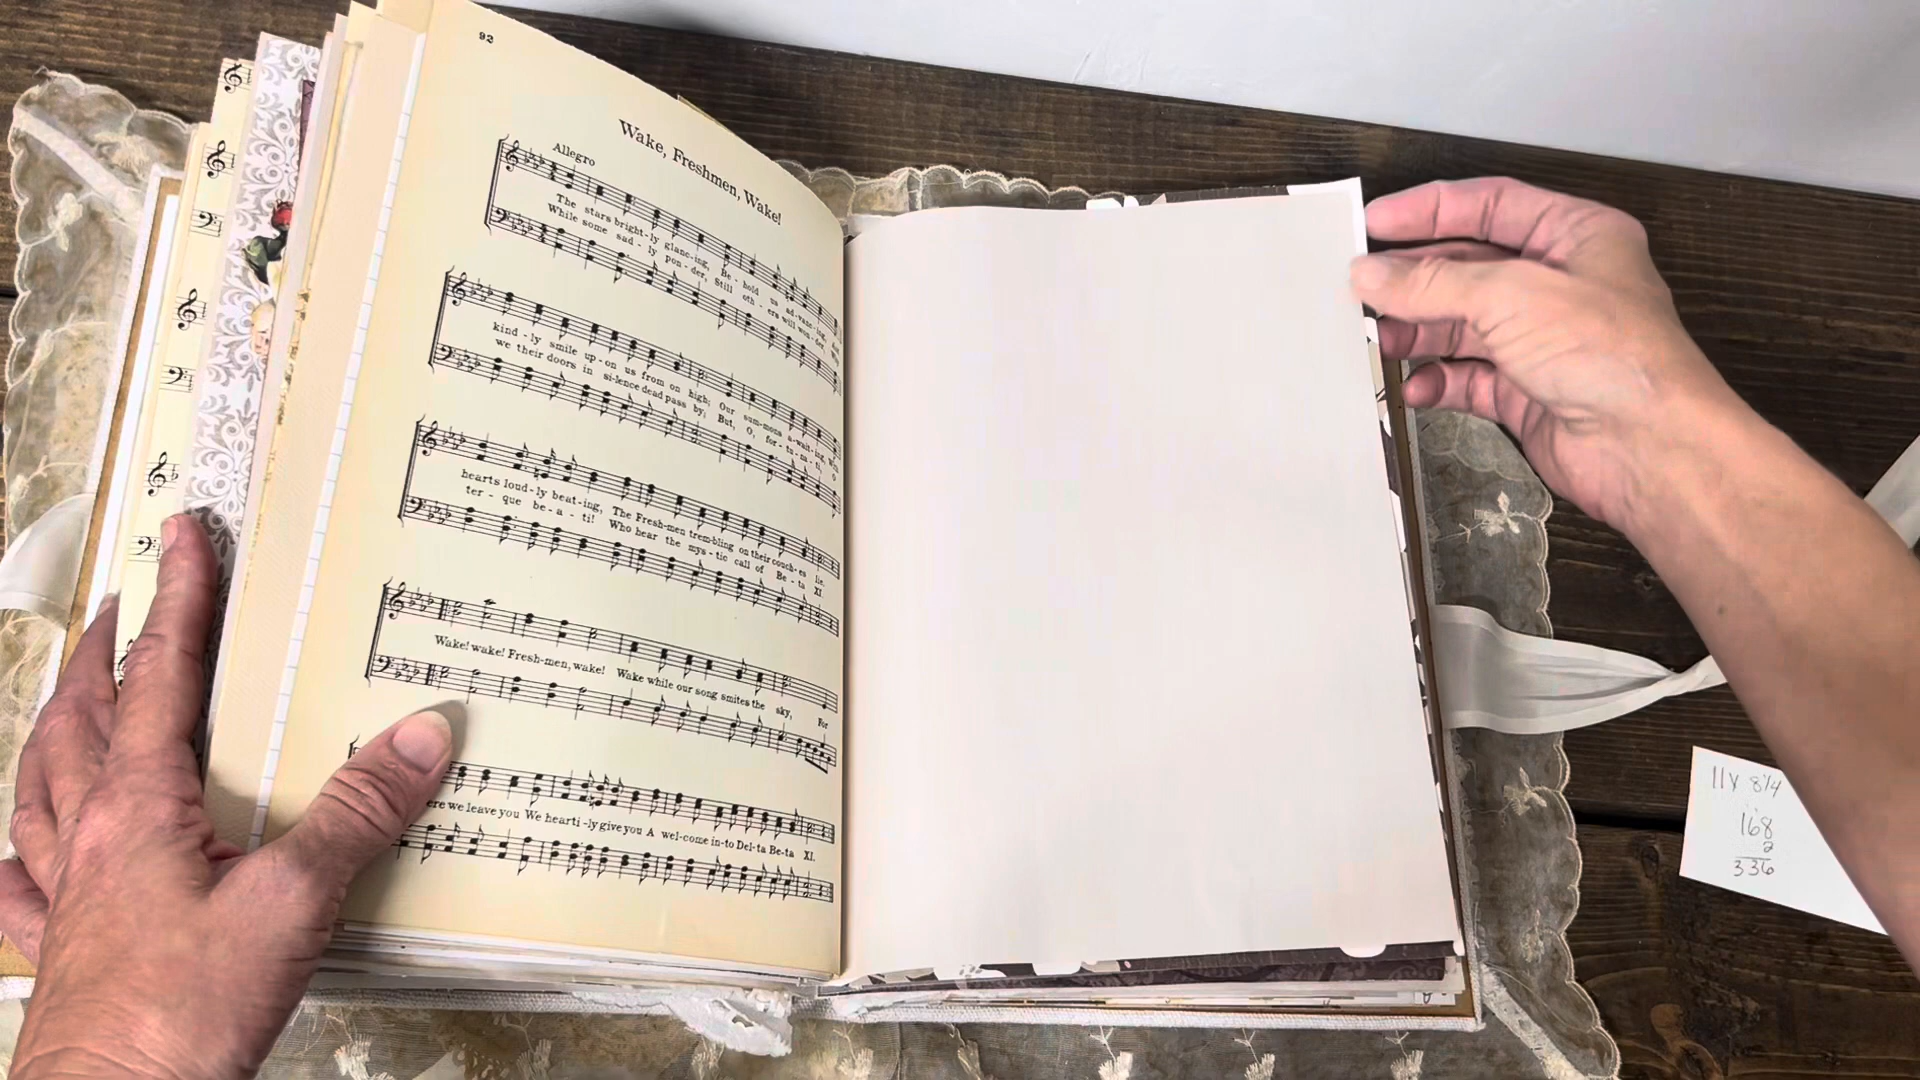 92
Wake, Freshmen, Wake!
Allegro
The stars bright-ly glanc-ing, Be-hold us ad-vanc-ing,
While some sad-ly pon-der, Still oth-ers will won-der,
kind-ly smile up-on us from on high; Our sum-mons a-wait-ing, With
we their doors in si-lence dead pass by; But, O, for-tu-na-ti, O
hearts loud-ly beat-ing, The Fresh-men trem-bling on their couch-es lie.
ter-que be-a-ti! Who hear the mys-tic call of Be-ta XI.
Wake! wake! Fresh-men, wake! Wake while our song smites the sky, For
ere we leave you We hearti-ly give you A wel-come in-to Del-ta Be-ta XI.
11 x 8 1/4
168
2
336